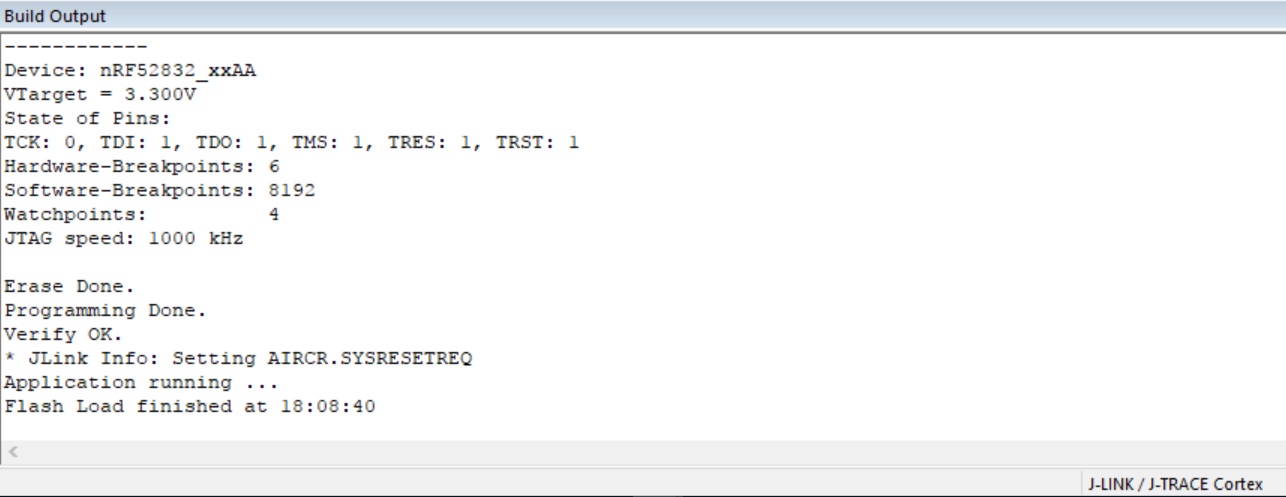 Build Output
------------
Device: nRF52832_xxAA
VTarget = 3.300V
State of Pins:
TCK: 0, TDI: 1, TDO: 1, TMS: 1, TRES: 1, TRST: 1
Hardware-Breakpoints: 6
Software-Breakpoints: 8192
Watchpoints:          4
JTAG speed: 1000 kHz
Erase Done.
Programming Done.
Verify OK.
* JLink Info: Setting AIRCR.SYSRESETREQ
Application running ...
Flash Load finished at 18:08:40
J-LINK / J-TRACE Cortex